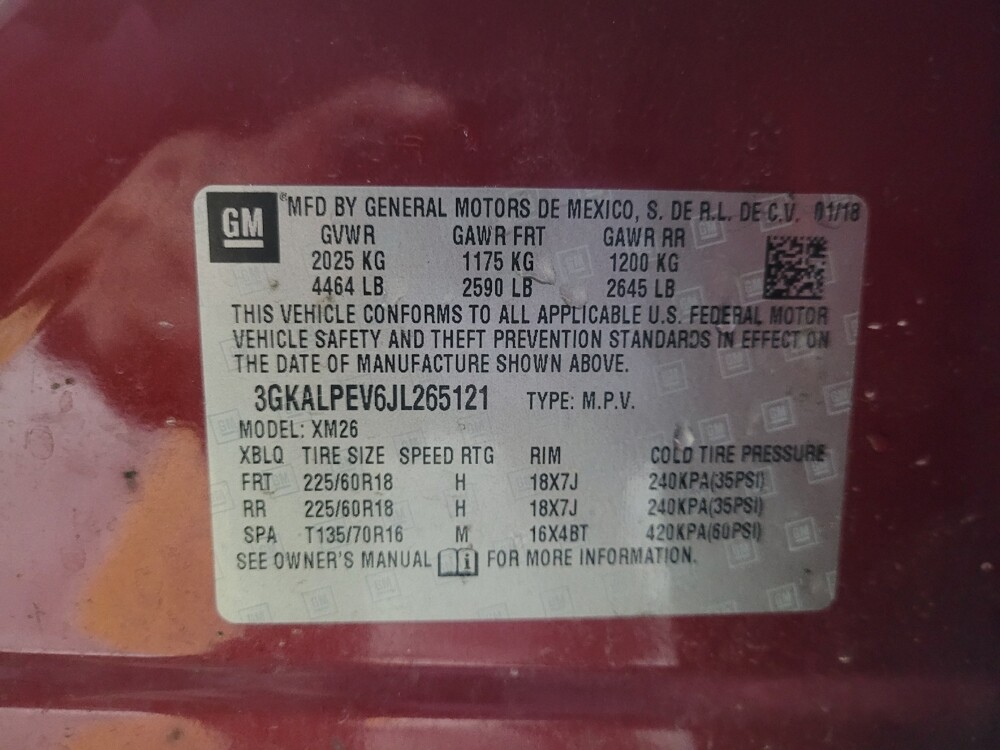 GM ® MFD BY GENERAL MOTORS DE MEXICO, S. DE R.L. DE C.V. 01/18
GVWR GAWR FRT GAWR RR
2025 KG 1175 KG 1200 KG
4464 LB 2590 LB 2645 LB
THIS VEHICLE CONFORMS TO ALL APPLICABLE U.S. FEDERAL MOTOR
VEHICLE SAFETY AND THEFT PREVENTION STANDARDS IN EFFECT ON
THE DATE OF MANUFACTURE SHOWN ABOVE.
3GKALPEV6JL265121 TYPE: M.P.V.
MODEL: XM26
XBLQ TIRE SIZE SPEED RTG RIM COLD TIRE PRESSURE
FRT 225/60R18 H 18X7J 240KPA(35PSI)
RR 225/60R18 H 18X7J 240KPA(35PSI)
SPA T135/70R16 M 16X4BT 420KPA(60PSI)
SEE OWNER'S MANUAL i FOR MORE INFORMATION.